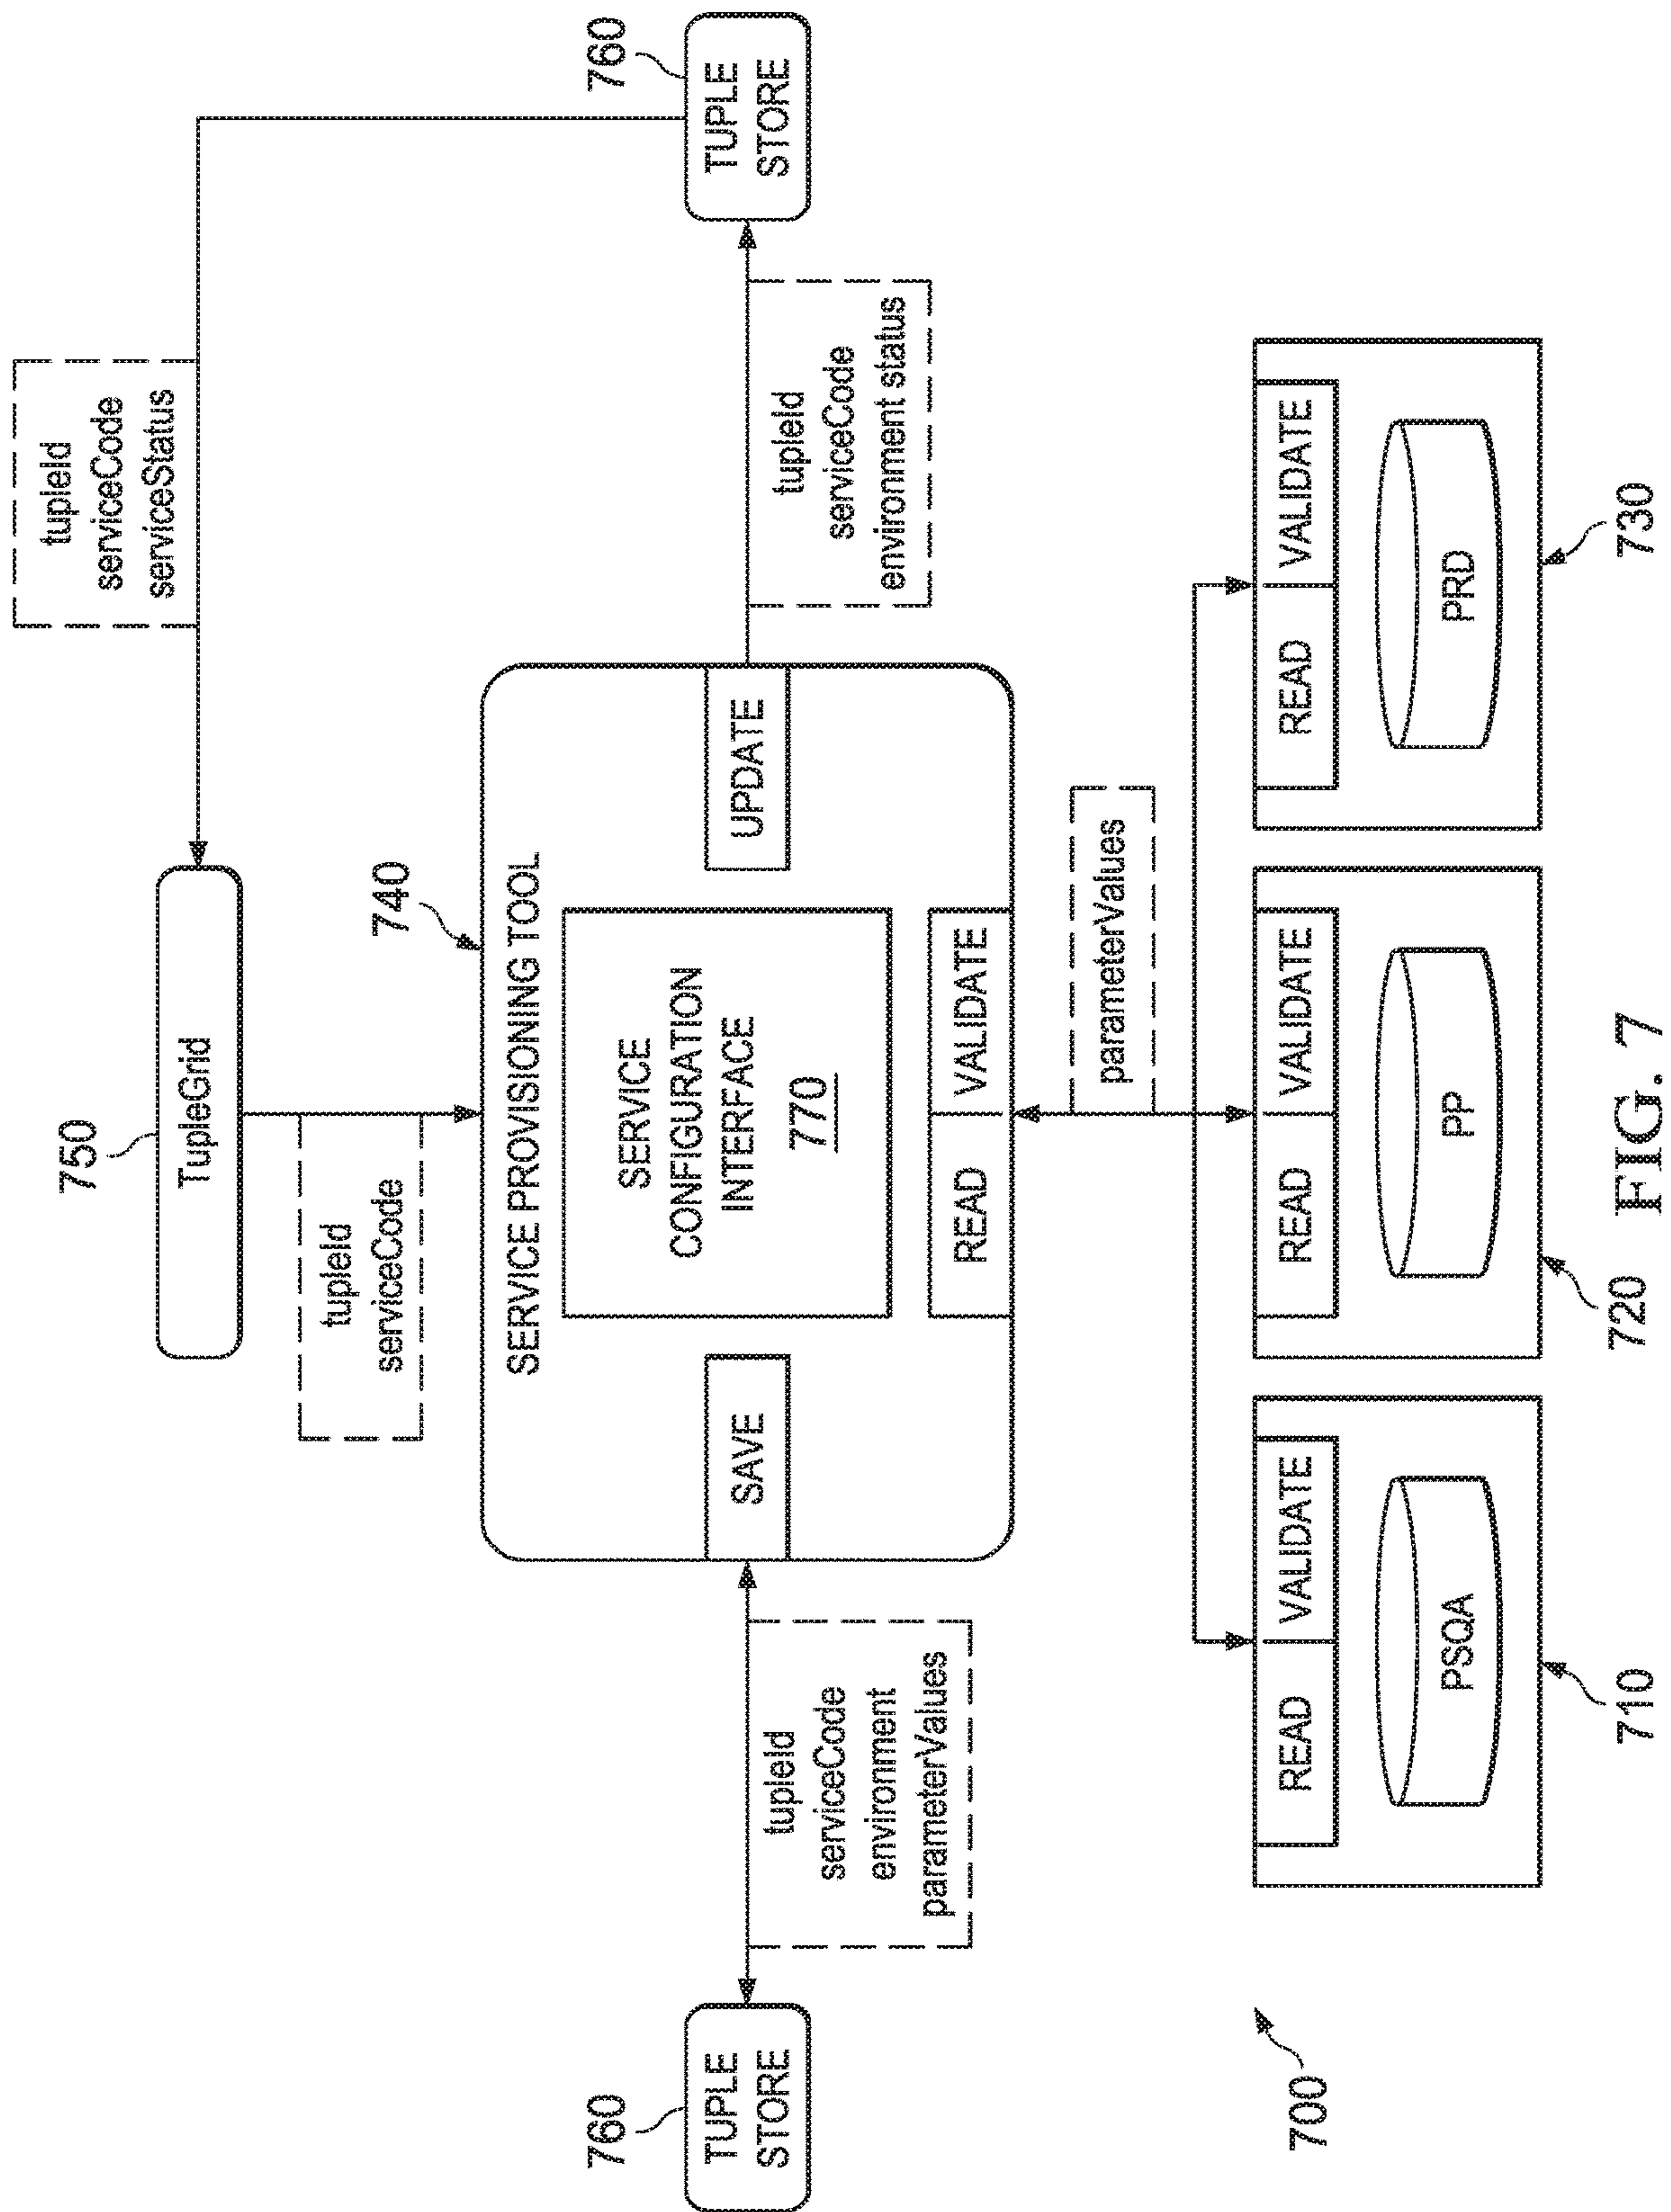 750
TupleGrid
tupleId
serviceCode
serviceStatus
tupleId
serviceCode
740
SERVICE PROVISIONING TOOL
760
TUPLE
STORE
tupleId
serviceCode
environment
parameterValues
SAVE
SERVICE
CONFIGURATION
INTERFACE
770
UPDATE
tupleId
serviceCode
environment status
760
TUPLE
STORE
READ
VALIDATE
parameterValues
700
READ
VALIDATE
PSQA
710
READ
VALIDATE
PP
720
READ
VALIDATE
PRD
730
FIG. 7